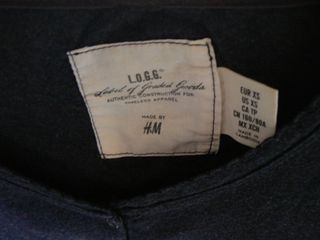 L.O.G.G.
Label of Graded Goods
AUTHENTIC CONSTRUCTION FOR
TIMELESS APPAREL
MADE BY
H&M
EUR XS
US XS
CA TP
CN 160/80A
MX XCH
MADE IN
CAMBODIA